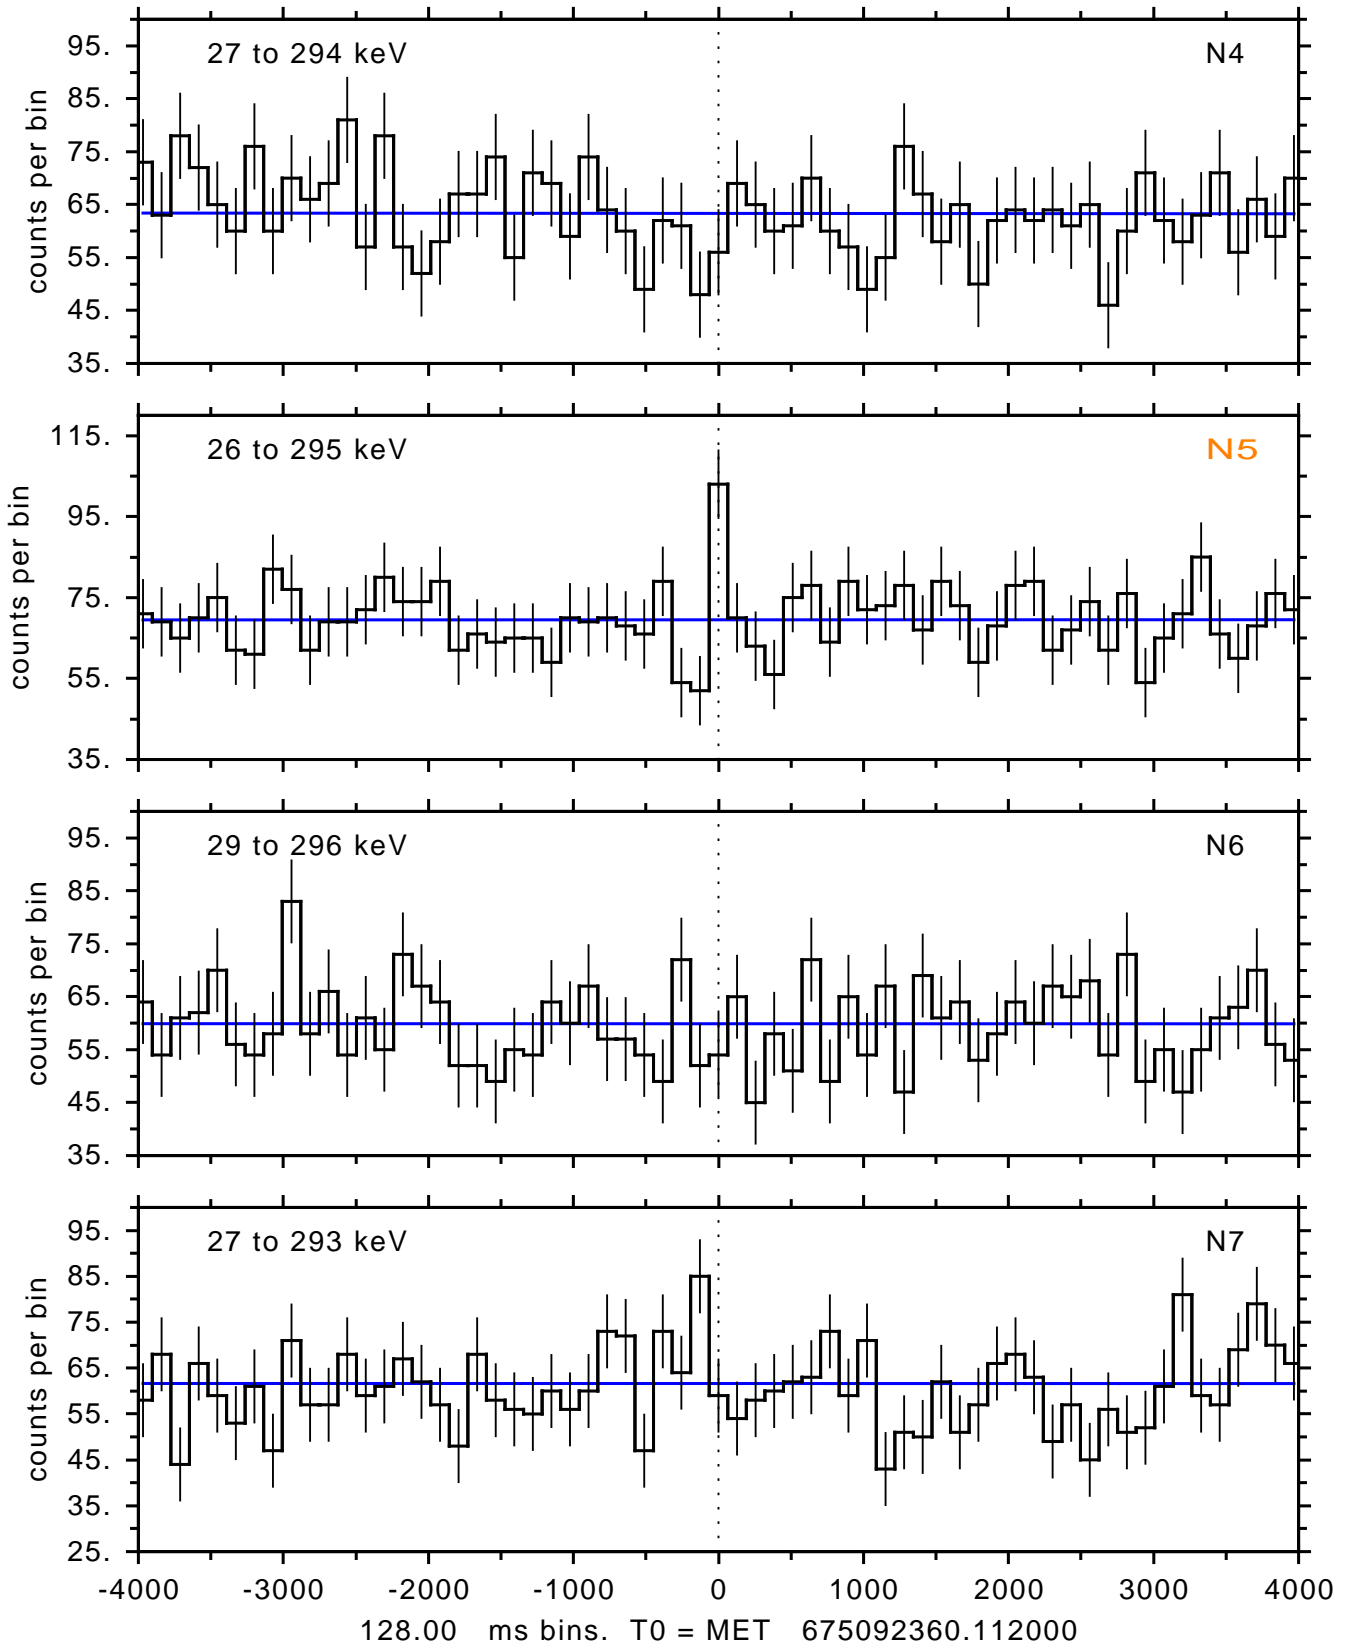 27 to 294 keV N4
95.
85.
75.
65.
55.
45.
35.
counts per bin
26 to 295 keV N5
115.
95.
75.
55.
35.
counts per bin
29 to 296 keV N6
95.
85.
75.
65.
55.
45.
35.
counts per bin
27 to 293 keV N7
95.
85.
75.
65.
55.
45.
35.
25.
counts per bin
-4000 -3000 -2000 -1000 0 1000 2000 3000 4000
128.00 ms bins. T0 = MET 675092360.112000